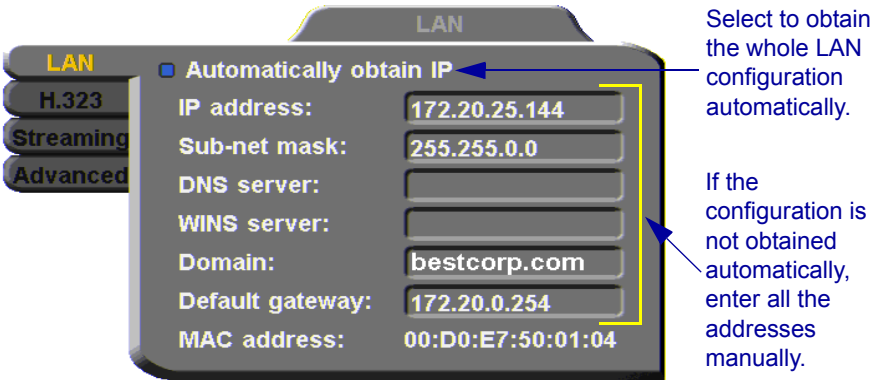 LAN
LAN
H.323
Streaming
Advanced
Automatically obtain IP
IP address: 172.20.25.144
Sub-net mask: 255.255.0.0
DNS server:
WINS server:
Domain: bestcorp.com
Default gateway: 172.20.0.254
MAC address: 00:D0:E7:50:01:04
Select to obtain
the whole LAN
configuration
automatically.
If the
configuration is
not obtained
automatically,
enter all the
addresses
manually.